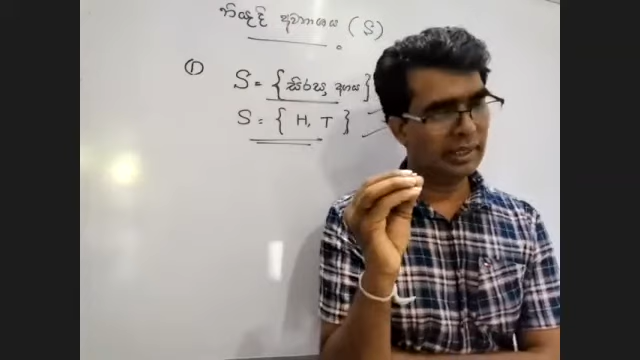 නියැදි අවකාශය (S)
① S = {සිරස, අගය}
S = { H, T }